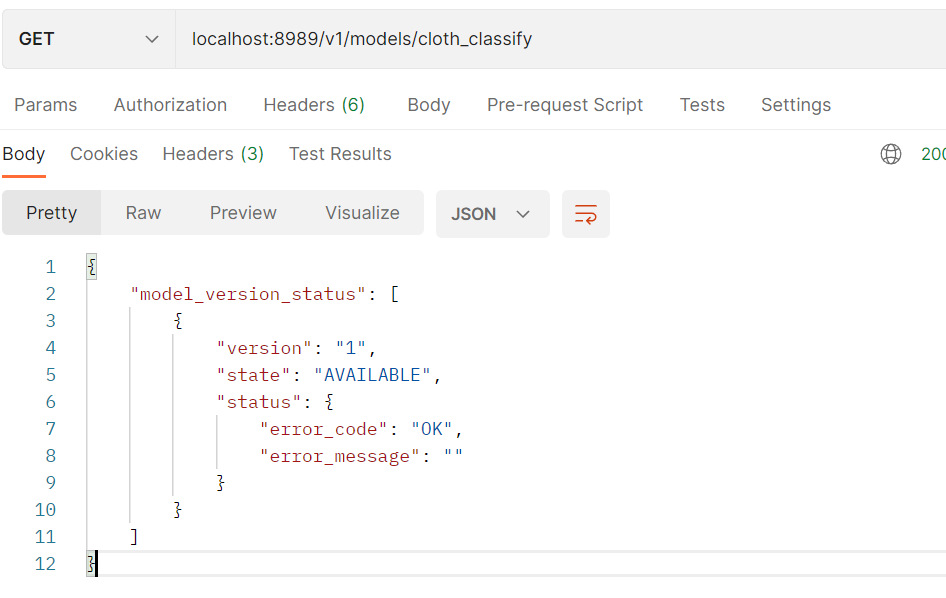 GET localhost:8989/v1/models/cloth_classify
Params Authorization Headers (6) Body Pre-request Script Tests Settings
Body Cookies Headers (3) Test Results 200
Pretty Raw Preview Visualize JSON
1 {
2 "model_version_status": [
3 {
4 "version": "1",
5 "state": "AVAILABLE",
6 "status": {
7 "error_code": "OK",
8 "error_message": ""
9 }
10 }
11 ]
12 }